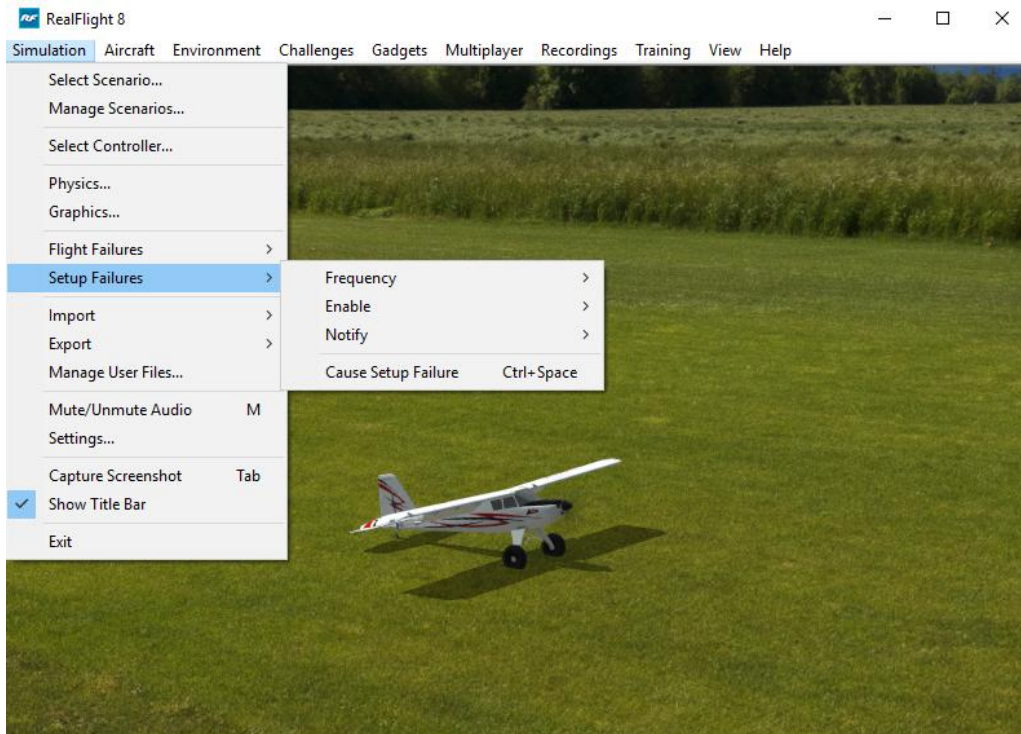 RF RealFlight 8
Simulation Aircraft Environment Challenges Gadgets Multiplayer Recordings Training View Help
Select Scenario...
Manage Scenarios...
Select Controller...
Physics...
Graphics...
Flight Failures
Setup Failures
Frequency
Enable
Notify
Cause Setup Failure Ctrl+Space
Import
Export
Manage User Files...
Mute/Unmute Audio M
Settings...
Capture Screenshot Tab
Show Title Bar
Exit